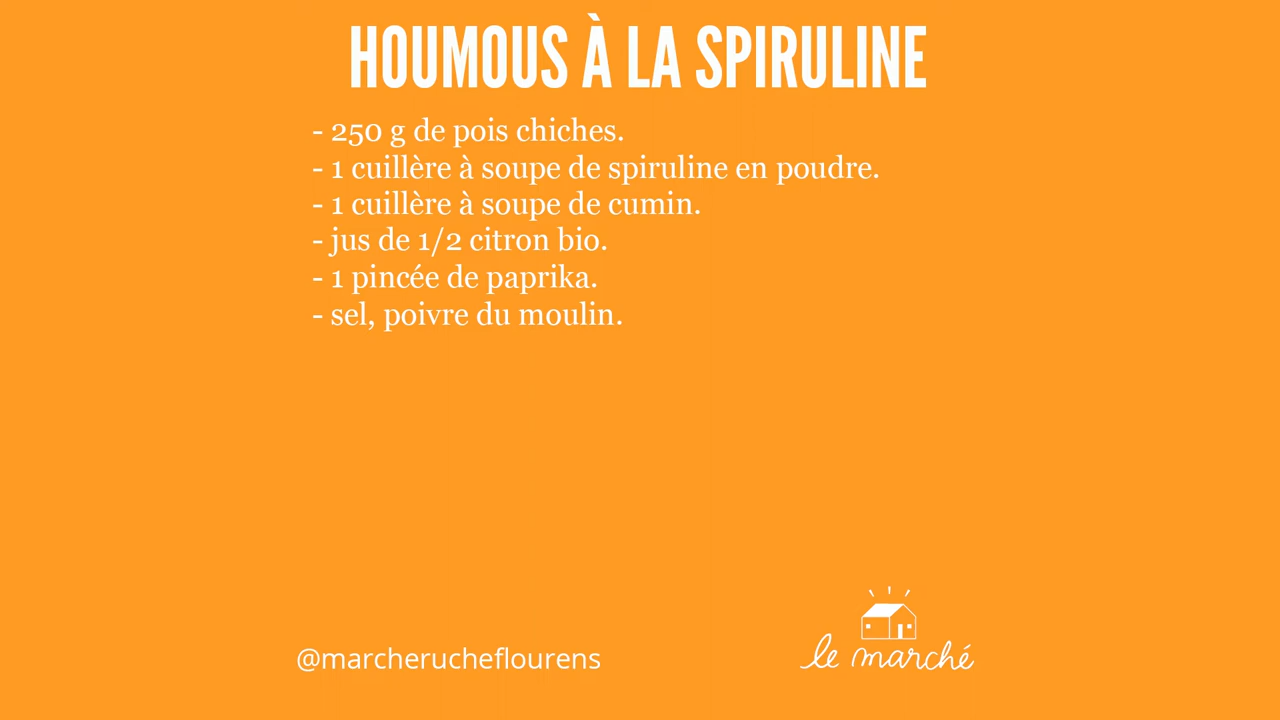 HOUMOUS À LA SPIRULINE
- 250 g de pois chiches.
- 1 cuillère à soupe de spiruline en poudre.
- 1 cuillère à soupe de cumin.
- jus de 1/2 citron bio.
- 1 pincée de paprika.
- sel, poivre du moulin.
@marcherucheflourens
le marché